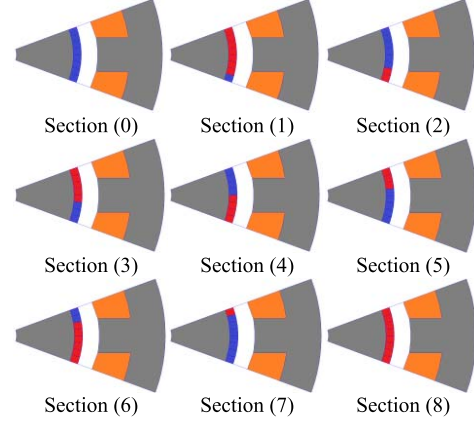 Section (0) Section (1) Section (2)
Section (3) Section (4) Section (5)
Section (6) Section (7) Section (8)